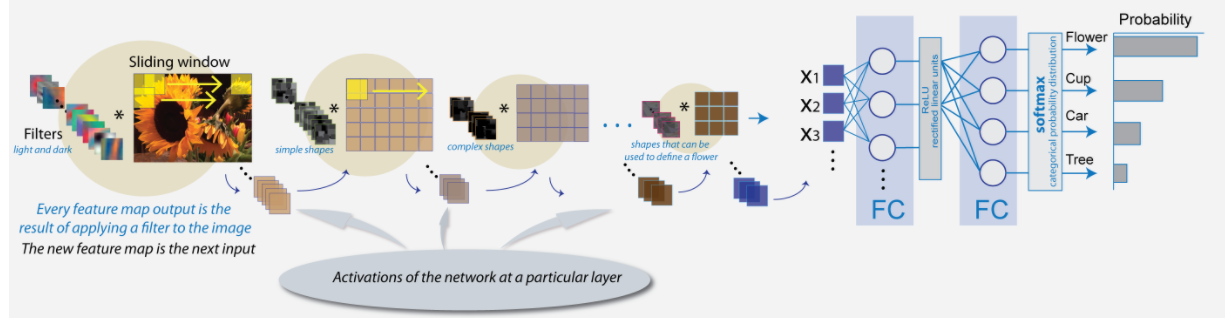 Sliding window
Filters
light and dark
*
simple shapes
*
complex shapes
*
...
shapes that can be
used to define a flower
*
Every feature map output is the
result of applying a filter to the image
The new feature map is the next input
Activations of the network at a particular layer
X1
X2
X3
FC
ReLU
rectified linear units
FC
softmax
categorical probability distribution
Probability
Flower
Cup
Car
Tree